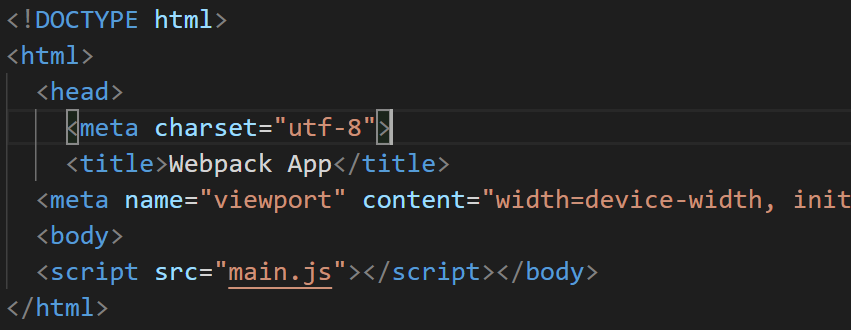 <!DOCTYPE html>
<html>
<head>
<meta charset="utf-8">
<title>Webpack App</title>
<meta name="viewport" content="width=device-width, init
<body>
<script src="main.js"></script></body>
</html>